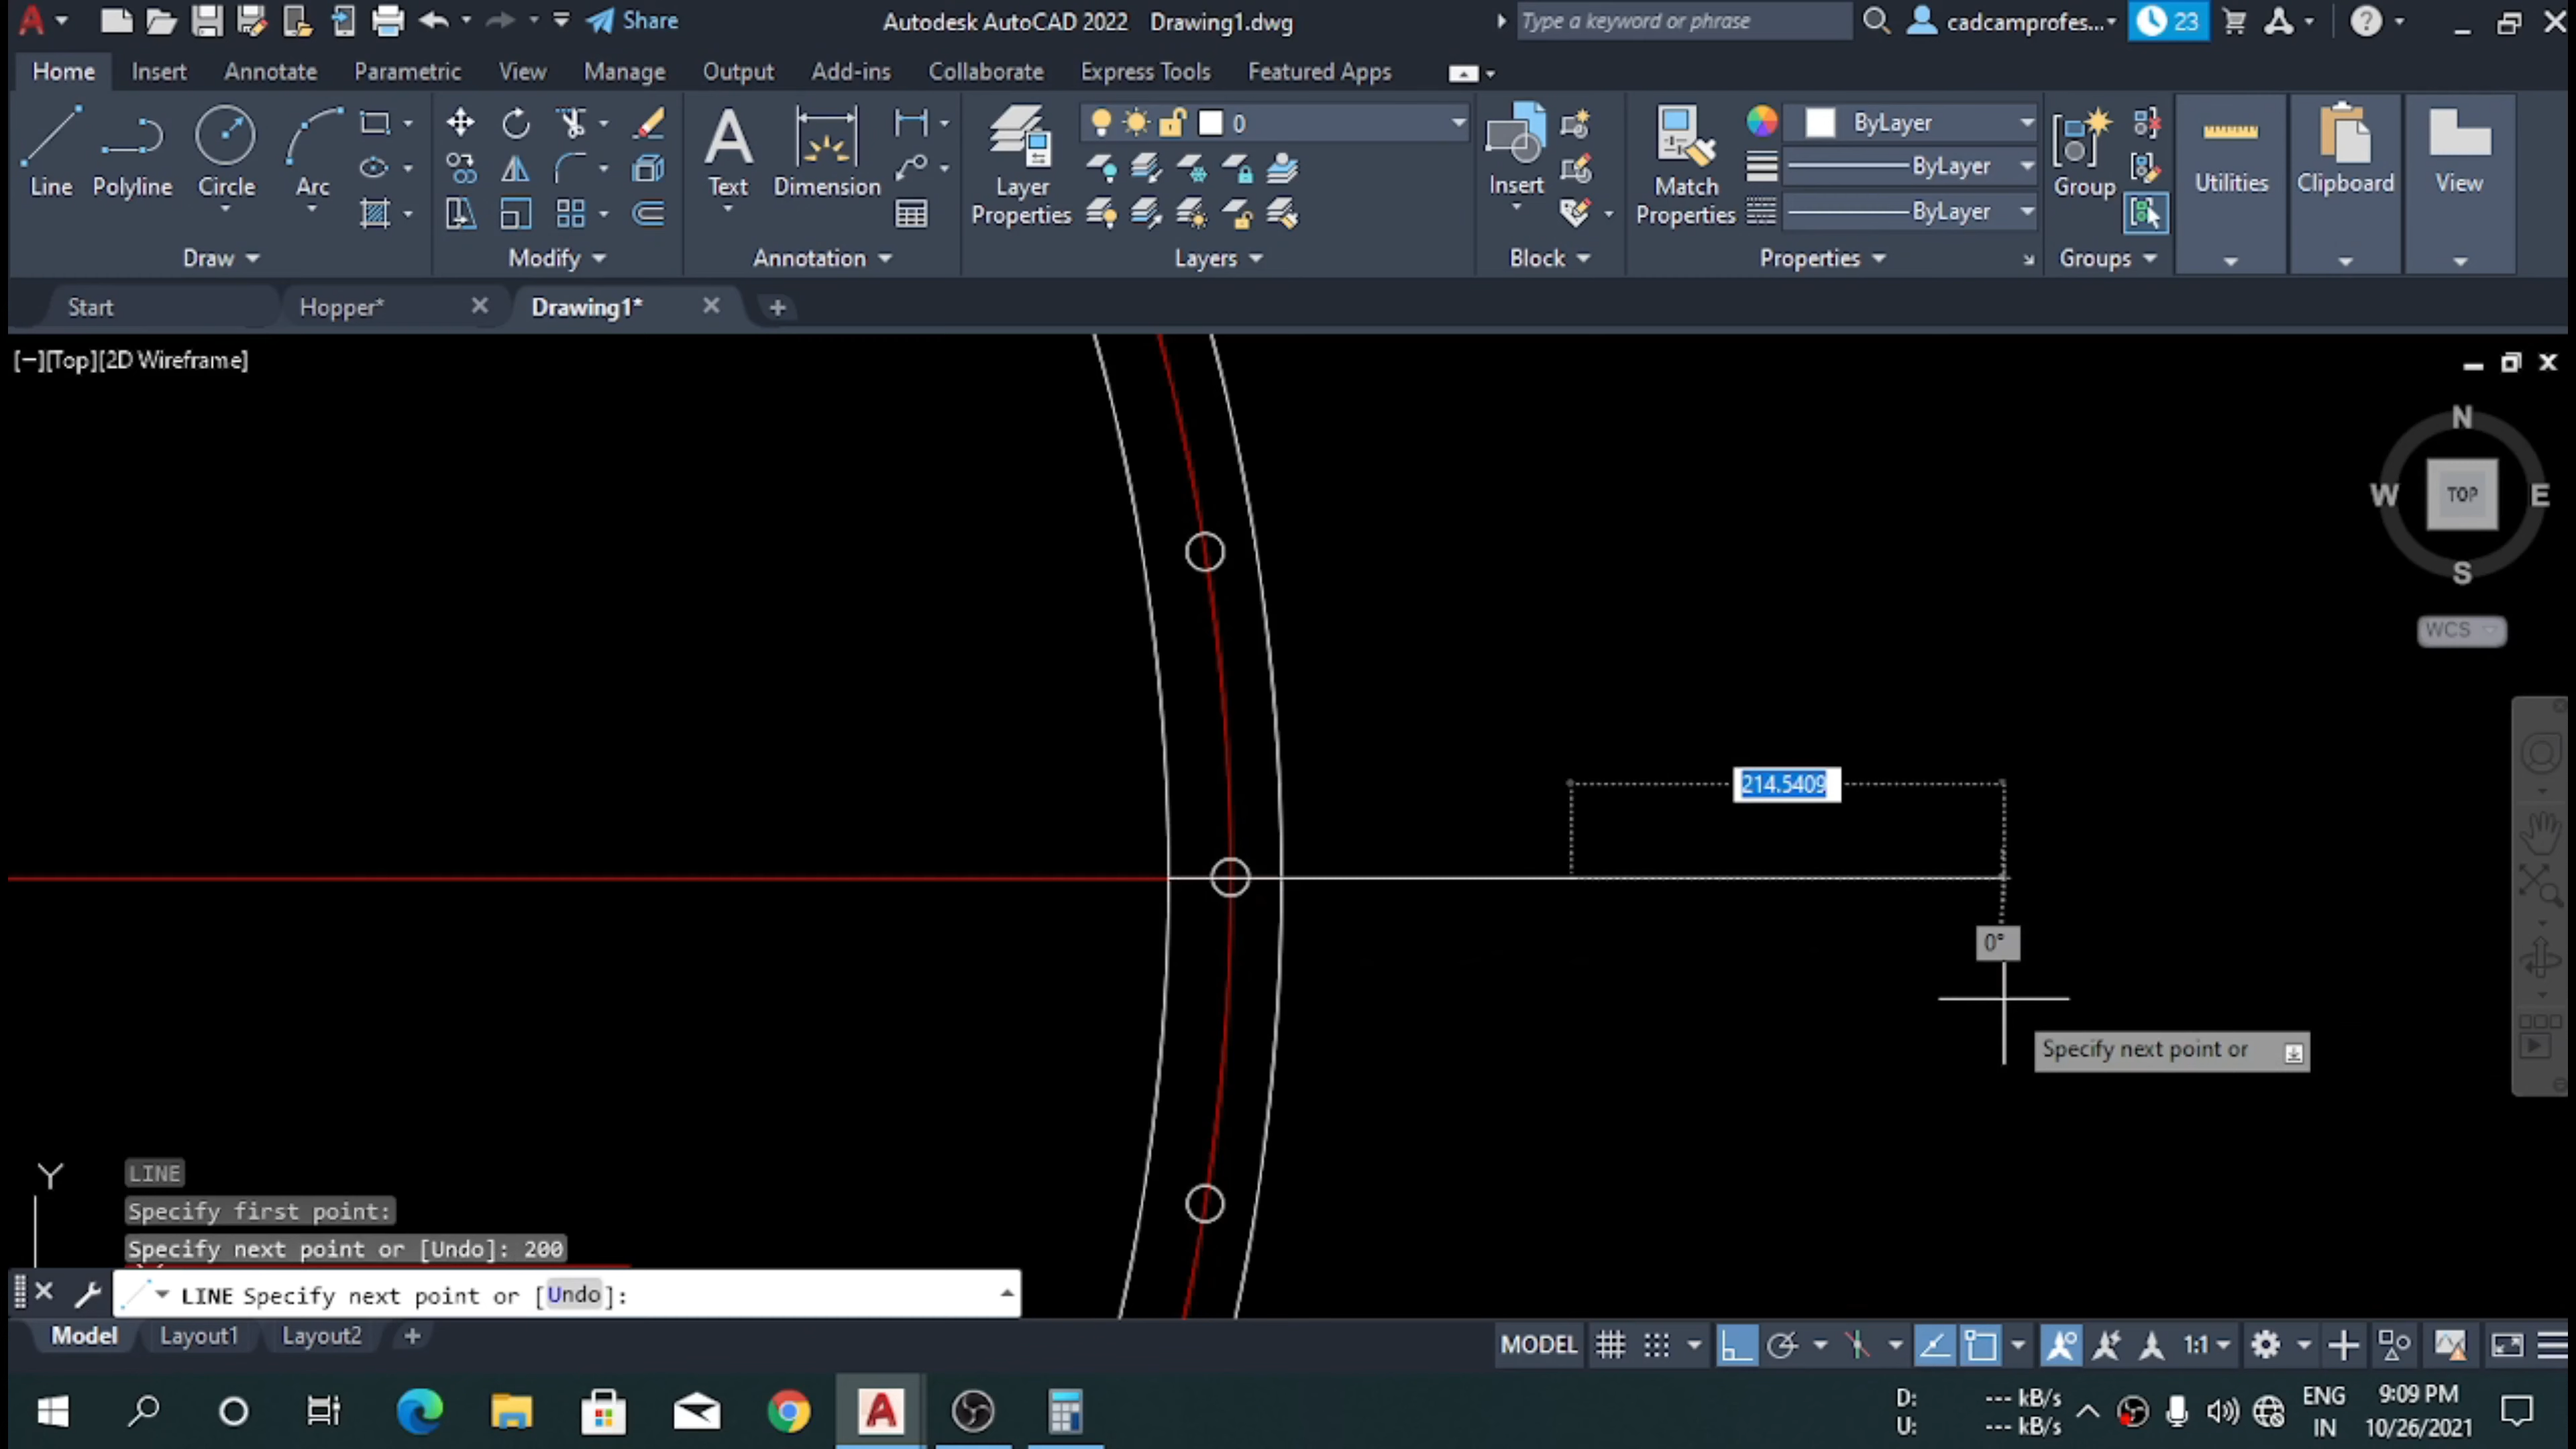 Share
Autodesk AutoCAD 2022 Drawing1.dwg
Type a keyword or phrase
cadcamprofes...
23
Home Insert Annotate Parametric View Manage Output Add-ins Collaborate Express Tools Featured Apps
0
ByLayer
ByLayer
ByLayer
Line Polyline Circle Arc
Text Dimension
Layer
Properties
Insert
Match
Properties
Group
Utilities
Clipboard
View
Draw Modify Annotation Layers Block Properties Groups
Start Hopper* Drawing1*
[−][Top][2D Wireframe]
N
W TOP E
S
WCS
214.5409
0°
Specify next point or
Y
LINE
Specify first point:
Specify next point or [Undo]: 200
LINE Specify next point or [Undo]:
Model Layout1 Layout2
MODEL
1:1
D: --- kB/s
U: --- kB/s
ENG
IN
9:09 PM
10/26/2021